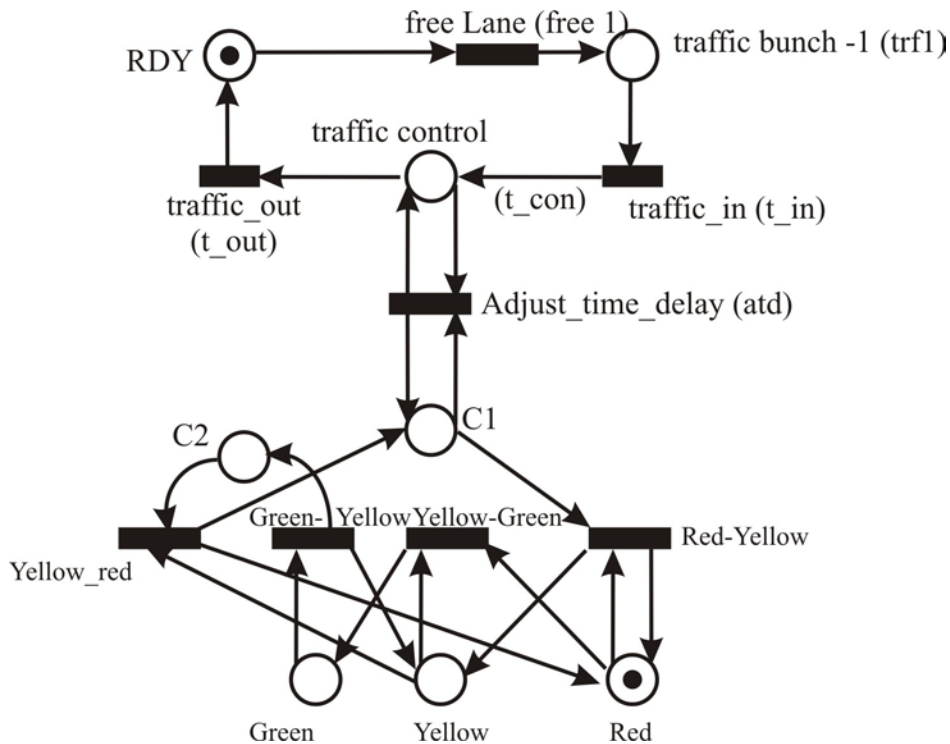 free Lane (free 1)
traffic bunch -1 (trf1)
RDY
traffic control
traffic_out
(t_out)
(t_con)
traffic_in (t_in)
Adjust_time_delay (atd)
C1
C2
Green- Yellow
Yellow-Green
Red-Yellow
Yellow_red
Green
Yellow
Red